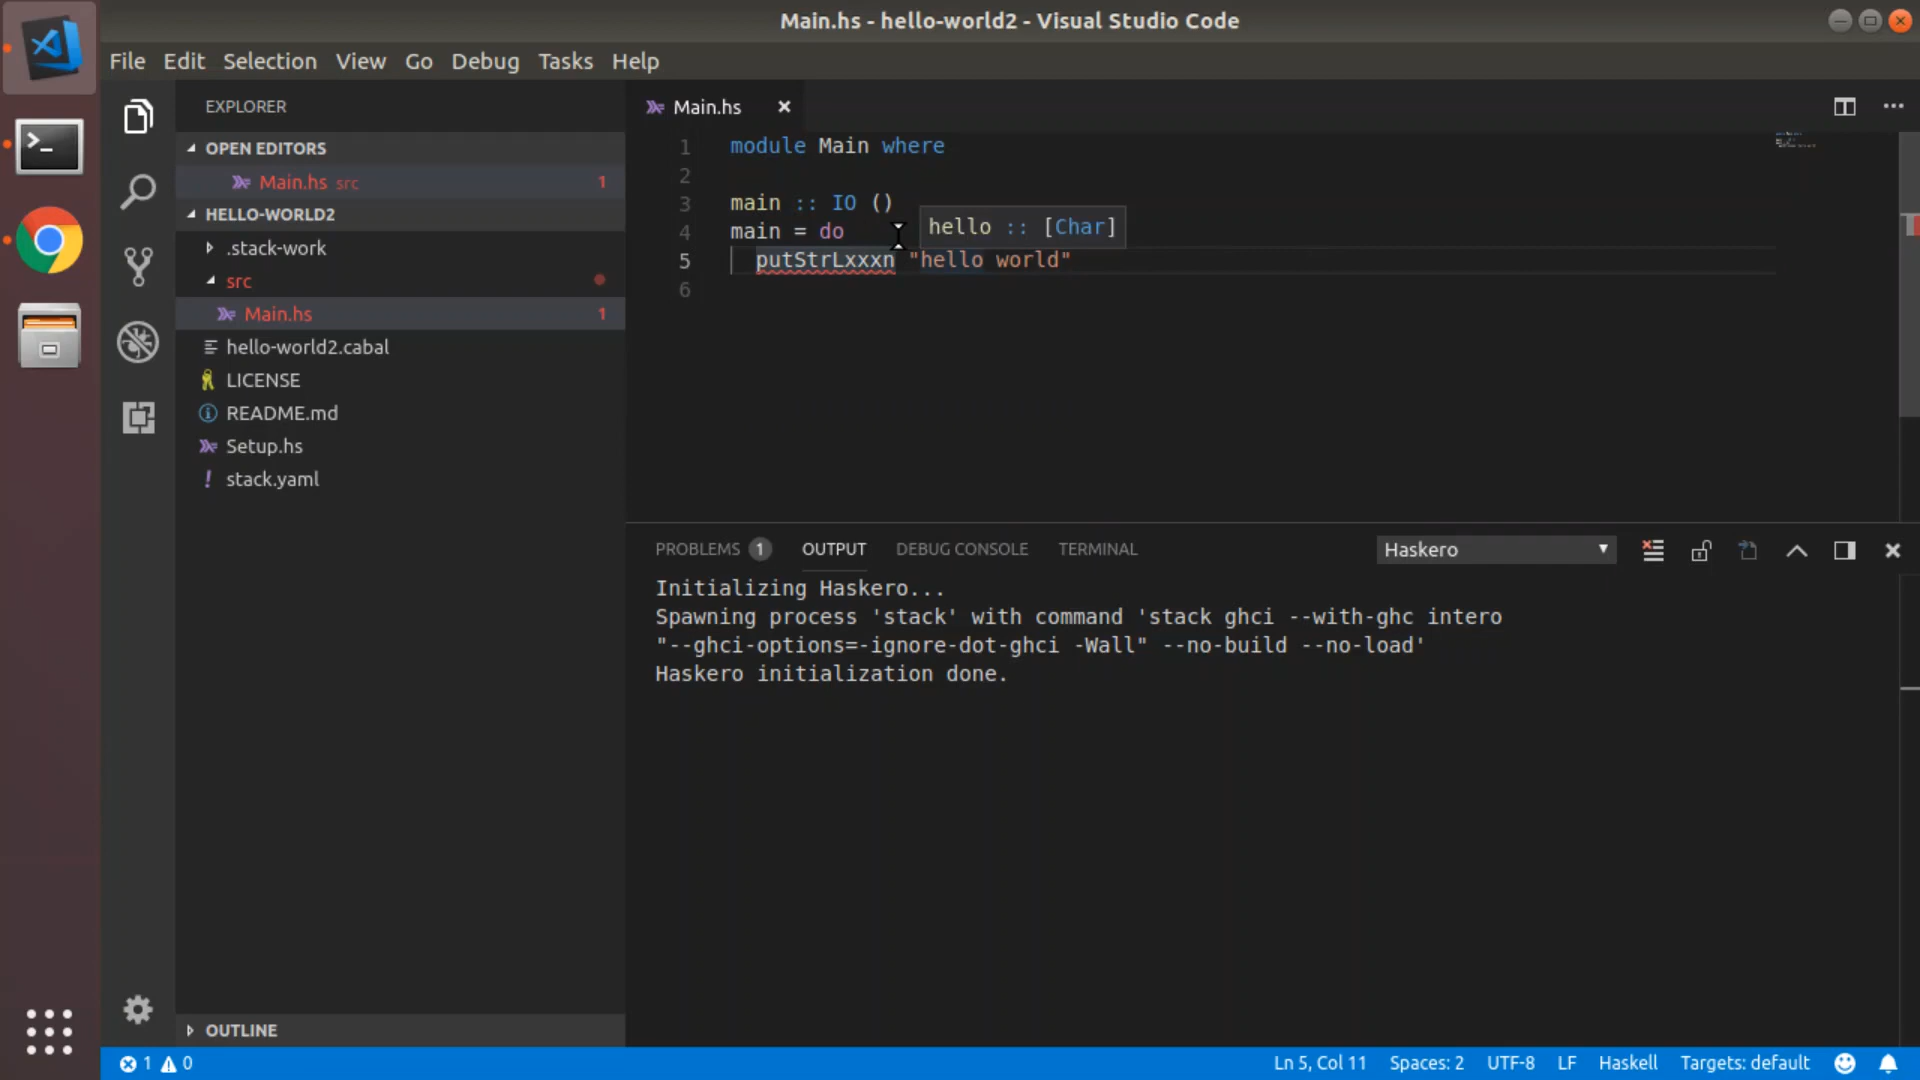 Main.hs - hello-world2 - Visual Studio Code
File Edit Selection View Go Debug Tasks Help
EXPLORER
OPEN EDITORS
Main.hs src 1
HELLO-WORLD2
.stack-work
src
Main.hs 1
hello-world2.cabal
LICENSE
README.md
Setup.hs
stack.yaml
OUTLINE
Main.hs
1 module Main where
2
3 main :: IO ()
4 main = do
hello :: [Char]
5 putStrLxxxn "hello world"
6
PROBLEMS 1 OUTPUT DEBUG CONSOLE TERMINAL Haskero
Initializing Haskero...
Spawning process 'stack' with command 'stack ghci --with-ghc intero
"--ghci-options=-ignore-dot-ghci -Wall" --no-build --no-load'
Haskero initialization done.
1 0 Ln 5, Col 11 Spaces: 2 UTF-8 LF Haskell Targets: default